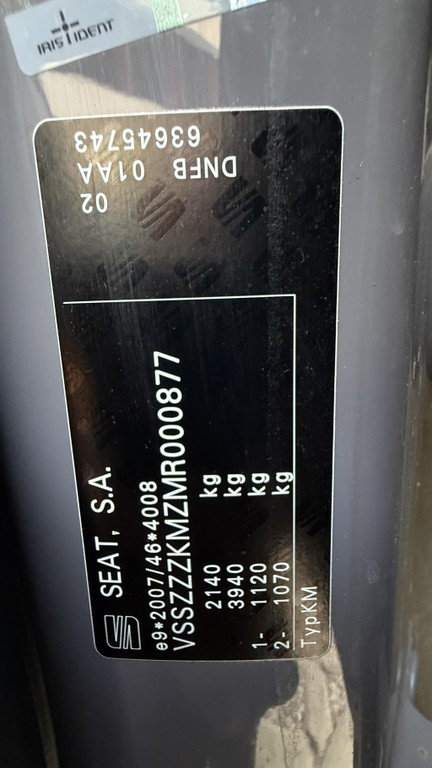 IRIS IDENT
SEAT, S.A.
e9*2007/46*4008
VSSZZZKMZMR000877
2140 kg
3940 kg
1- 1120 kg
2- 1070 kg
TypKM
02
DNFB 01AA
63645743